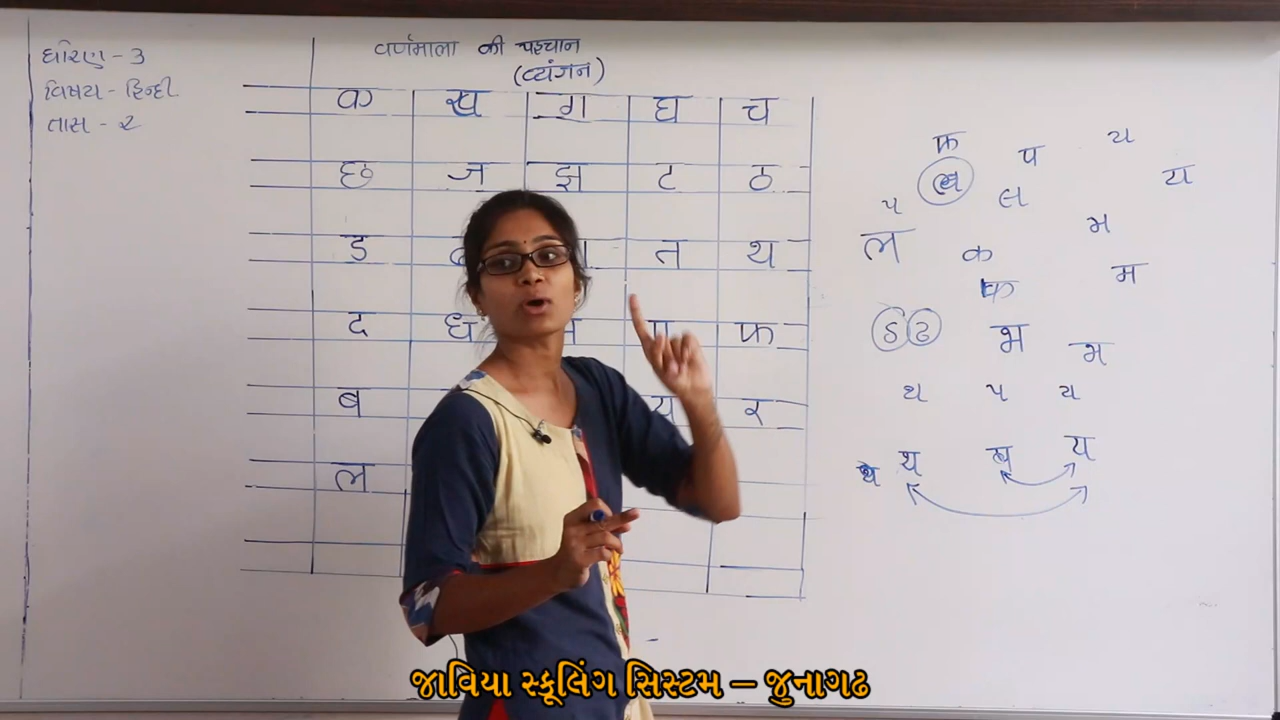 ધોરણ - 3
વિષય - હિન્દી
તાસ - ૨
वर्णमाला की पहचान
(व्यंजन)
क ख ग घ च
छ ज झ ट ठ
ड त थ
द ध फ
ब य र
ल
फ प ય य
ખ લ
પ ल
મ म
ક क
ડ ઢ भ ભ
થ પ ય
थ य
જાવિયા સ્કૂલિંગ સિસ્ટમ – જુનાગઢ